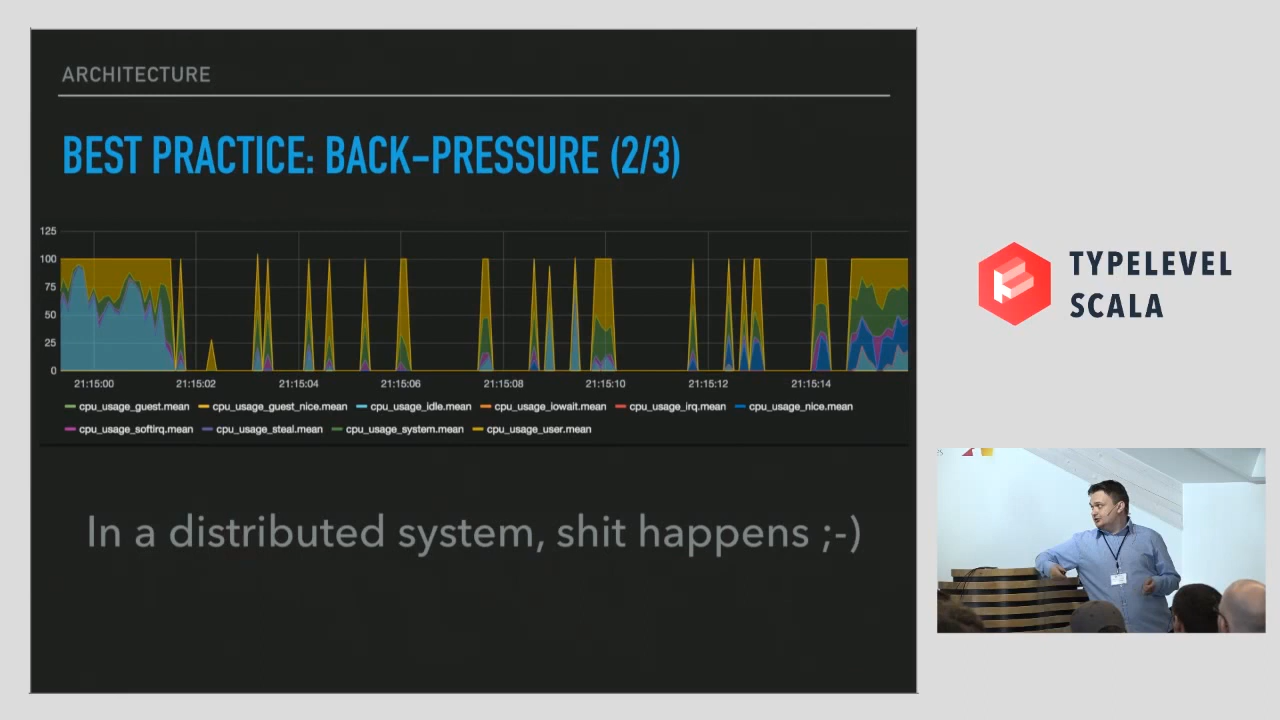 ARCHITECTURE
BEST PRACTICE: BACK-PRESSURE (2/3)
125
100
75
50
25
0
21:15:00 21:15:02 21:15:04 21:15:06 21:15:08 21:15:10 21:15:12 21:15:14
cpu_usage_guest.mean cpu_usage_guest_nice.mean cpu_usage_idle.mean cpu_usage_iowait.mean cpu_usage_irq.mean cpu_usage_nice.mean
cpu_usage_softirq.mean cpu_usage_steal.mean cpu_usage_system.mean cpu_usage_user.mean
In a distributed system, shit happens ;-)
TYPELEVEL
SCALA